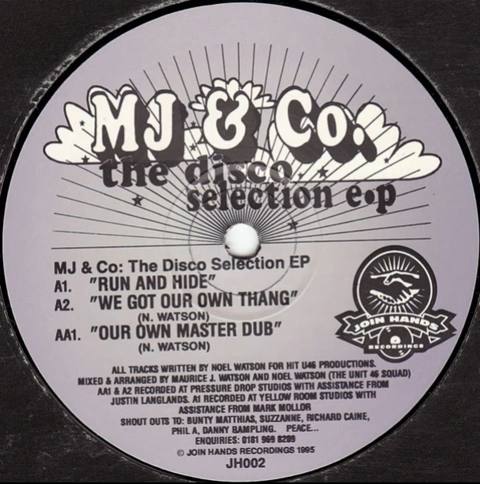 MJ & Co.
the disco
selection e.p
MJ & Co: The Disco Selection EP
A1. "RUN AND HIDE"
A2. "WE GOT OUR OWN THANG"
(N. WATSON)
AA1. "OUR OWN MASTER DUB"
(N. WATSON)
JOIN HANDS
RECORDINGS
ALL TRACKS WRITTEN BY NOEL WATSON FOR HIT U46 PRODUCTIONS.
MIXED & ARRANGED BY MAURICE J. WATSON AND NOEL WATSON (THE UNIT 46 SQUAD)
AA1 & A2 RECORDED AT PRESSURE DROP STUDIOS WITH ASSISTANCE FROM
JUSTIN LANGLANDS. A1 RECORDED AT YELLOW ROOM STUDIOS WITH
ASSISTANCE FROM MARK MOLLOR
SHOUT OUTS TO: BUNTY MATTHIAS, SUZZANNE, RICHARD CAINE,
PHIL A, DANNY BAMPLING. PEACE...
ENQUIRIES: 0181 969 8209
© JOIN HANDS RECORDINGS 1995
JH002